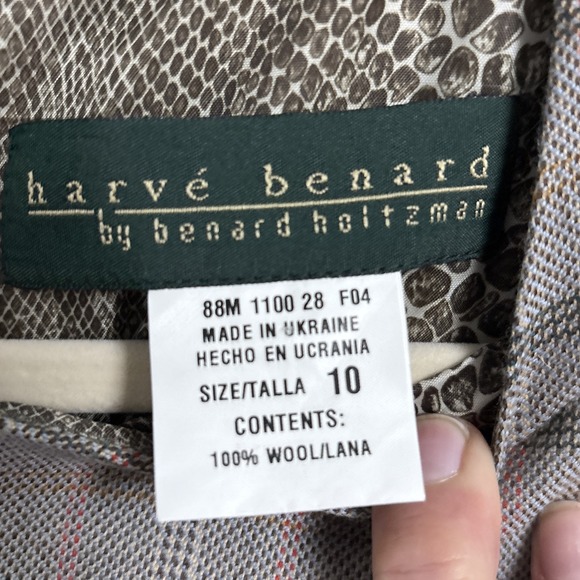 harvé benard
by benard holtzman
88M 1100 28 F04
MADE IN UKRAINE
HECHO EN UCRANIA
SIZE/TALLA 10
CONTENTS:
100% WOOL/LANA